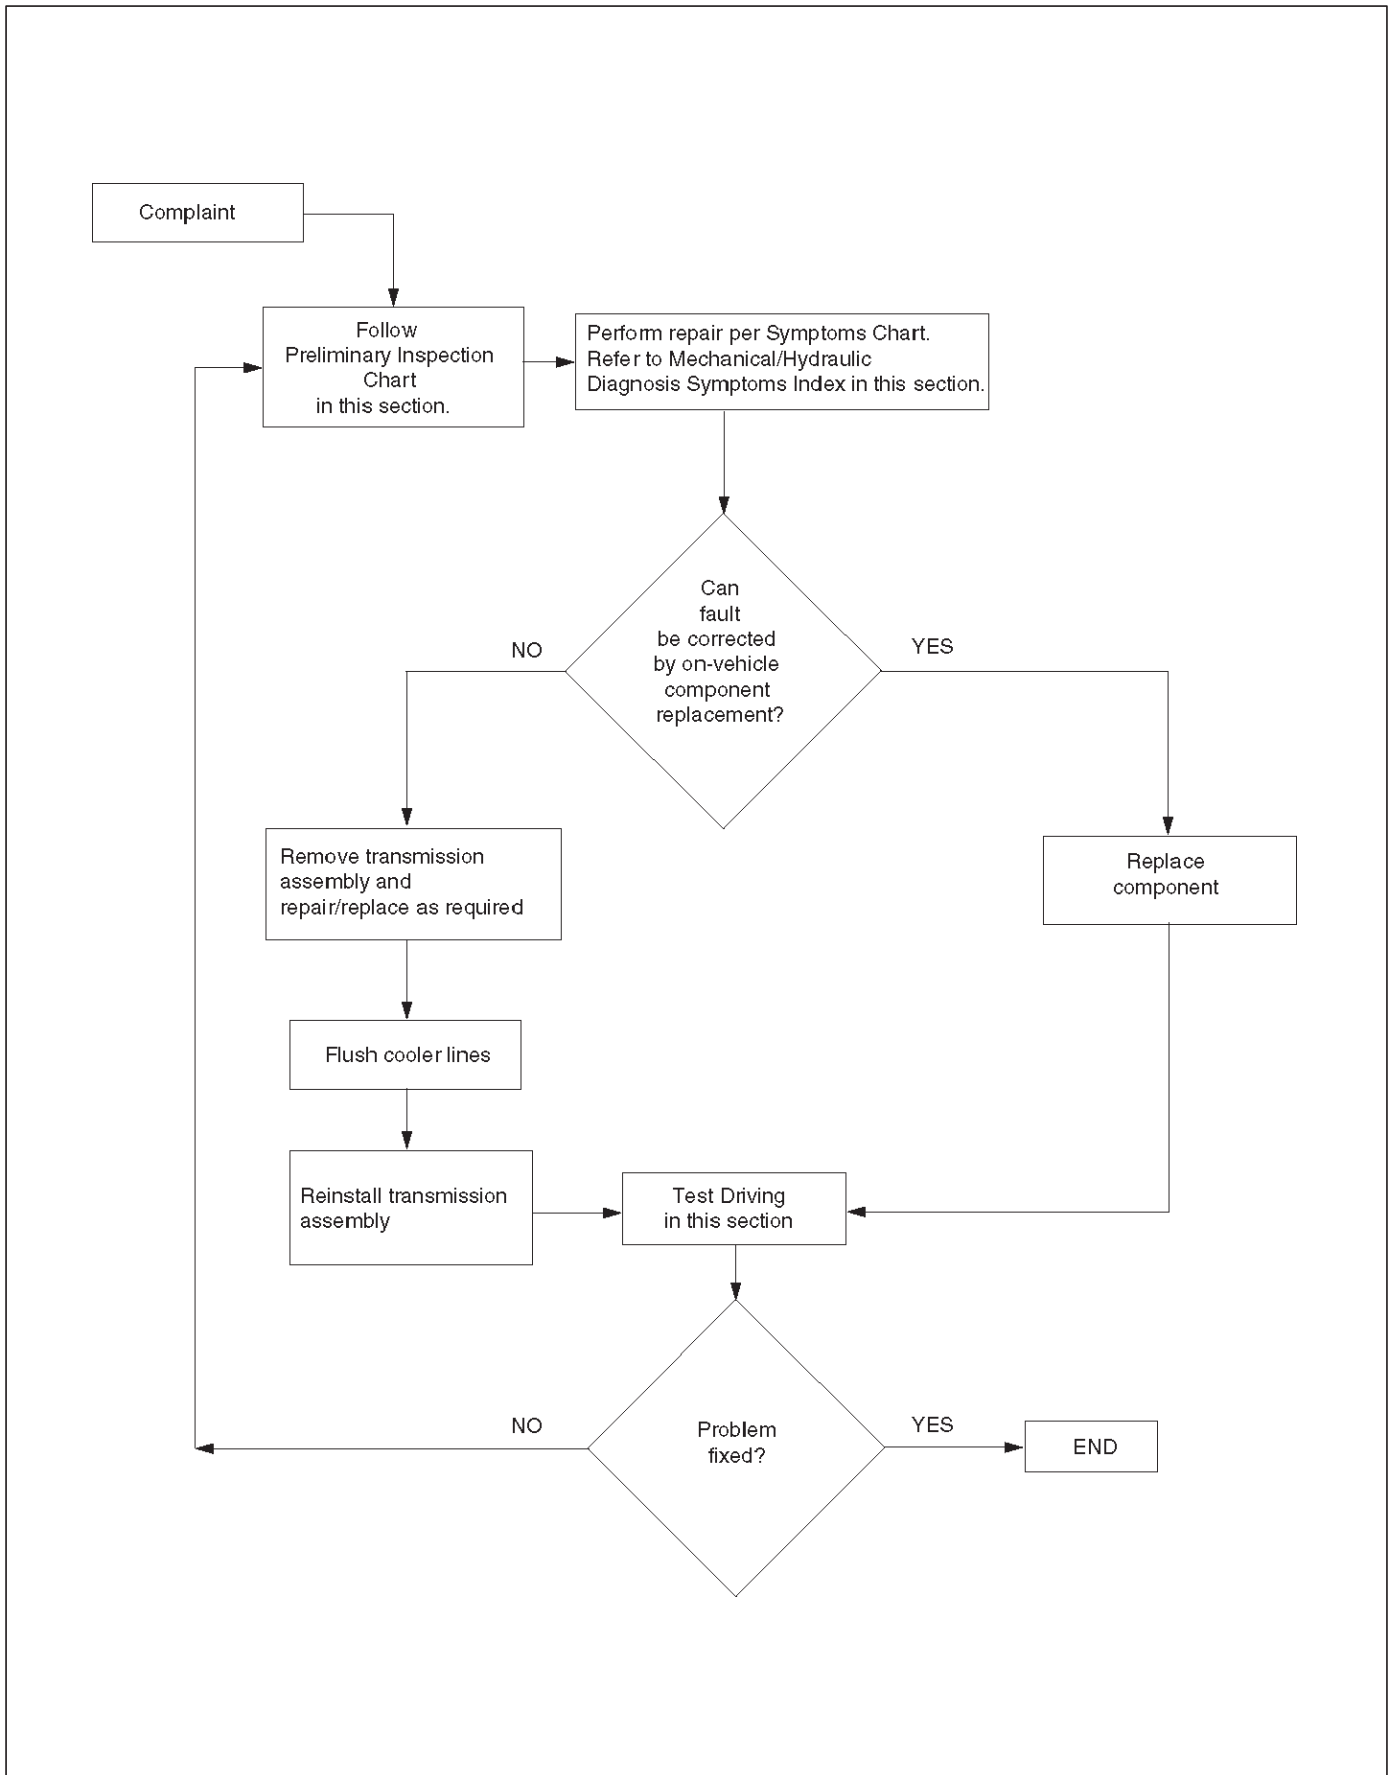 Complaint
Follow
Preliminary Inspection
Chart
in this section.
Perform repair per Symptoms Chart.
Refer to Mechanical/Hydraulic
Diagnosis Symptoms Index in this section.
Can
fault
be corrected
by on-vehicle
component
replacement?
NO
YES
Remove transmission
assembly and
repair/replace as required
Replace
component
Flush cooler lines
Reinstall transmission
assembly
Test Driving
in this section
Problem
fixed?
NO
YES
END